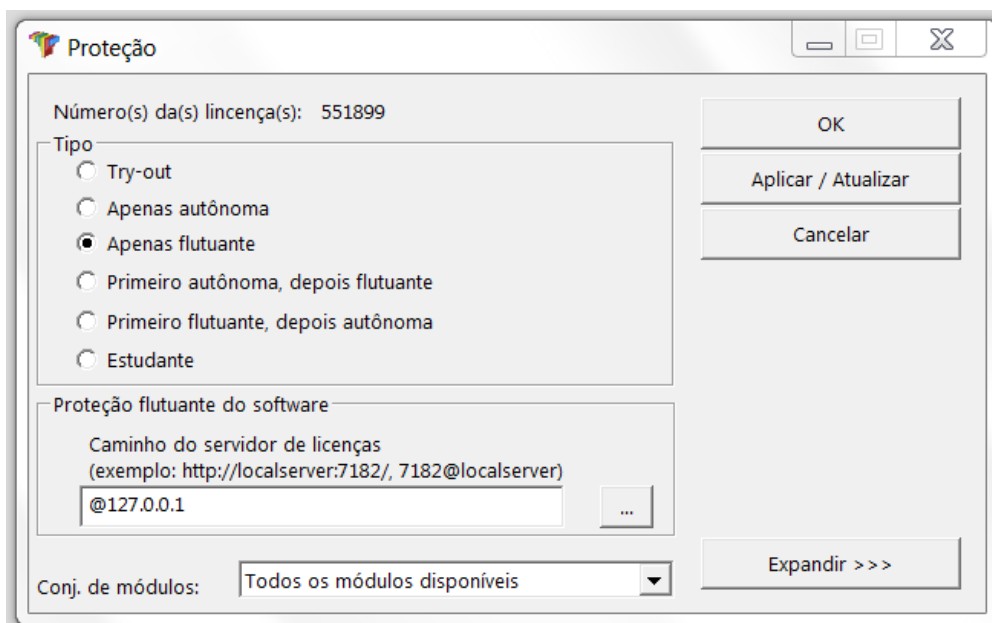 Proteção
Número(s) da(s) lincença(s): 551899
OK
Tipo
Try-out
Aplicar / Atualizar
Apenas autônoma
Cancelar
Apenas flutuante
Primeiro autônoma, depois flutuante
Primeiro flutuante, depois autônoma
Estudante
Proteção flutuante do software
Caminho do servidor de licenças
(exemplo: http://localserver:7182/, 7182@localserver)
@127.0.0.1
...
Expandir >>>
Conj. de módulos: Todos os módulos disponíveis